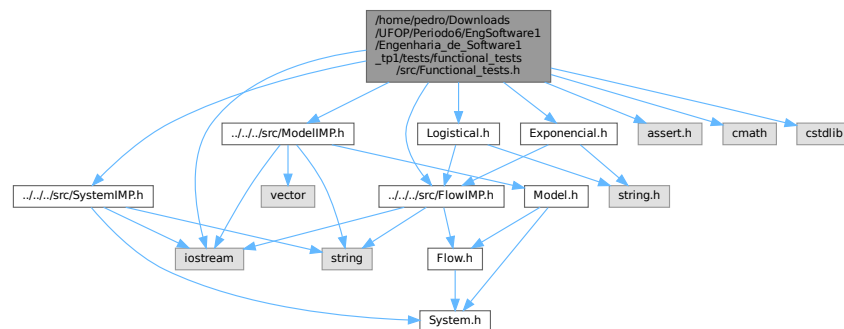 /home/pedro/Downloads
/UFOP/Periodo6/EngSoftware1
/Engenharia_de_Software1
_tp1/tests/functional_tests
/src/Functional_tests.h
../../../src/ModelIMP.h
Logistical.h
Exponencial.h
assert.h
cmath
cstdlib
../../../src/SystemIMP.h
vector
../../../src/FlowIMP.h
Model.h
string.h
iostream
string
Flow.h
System.h